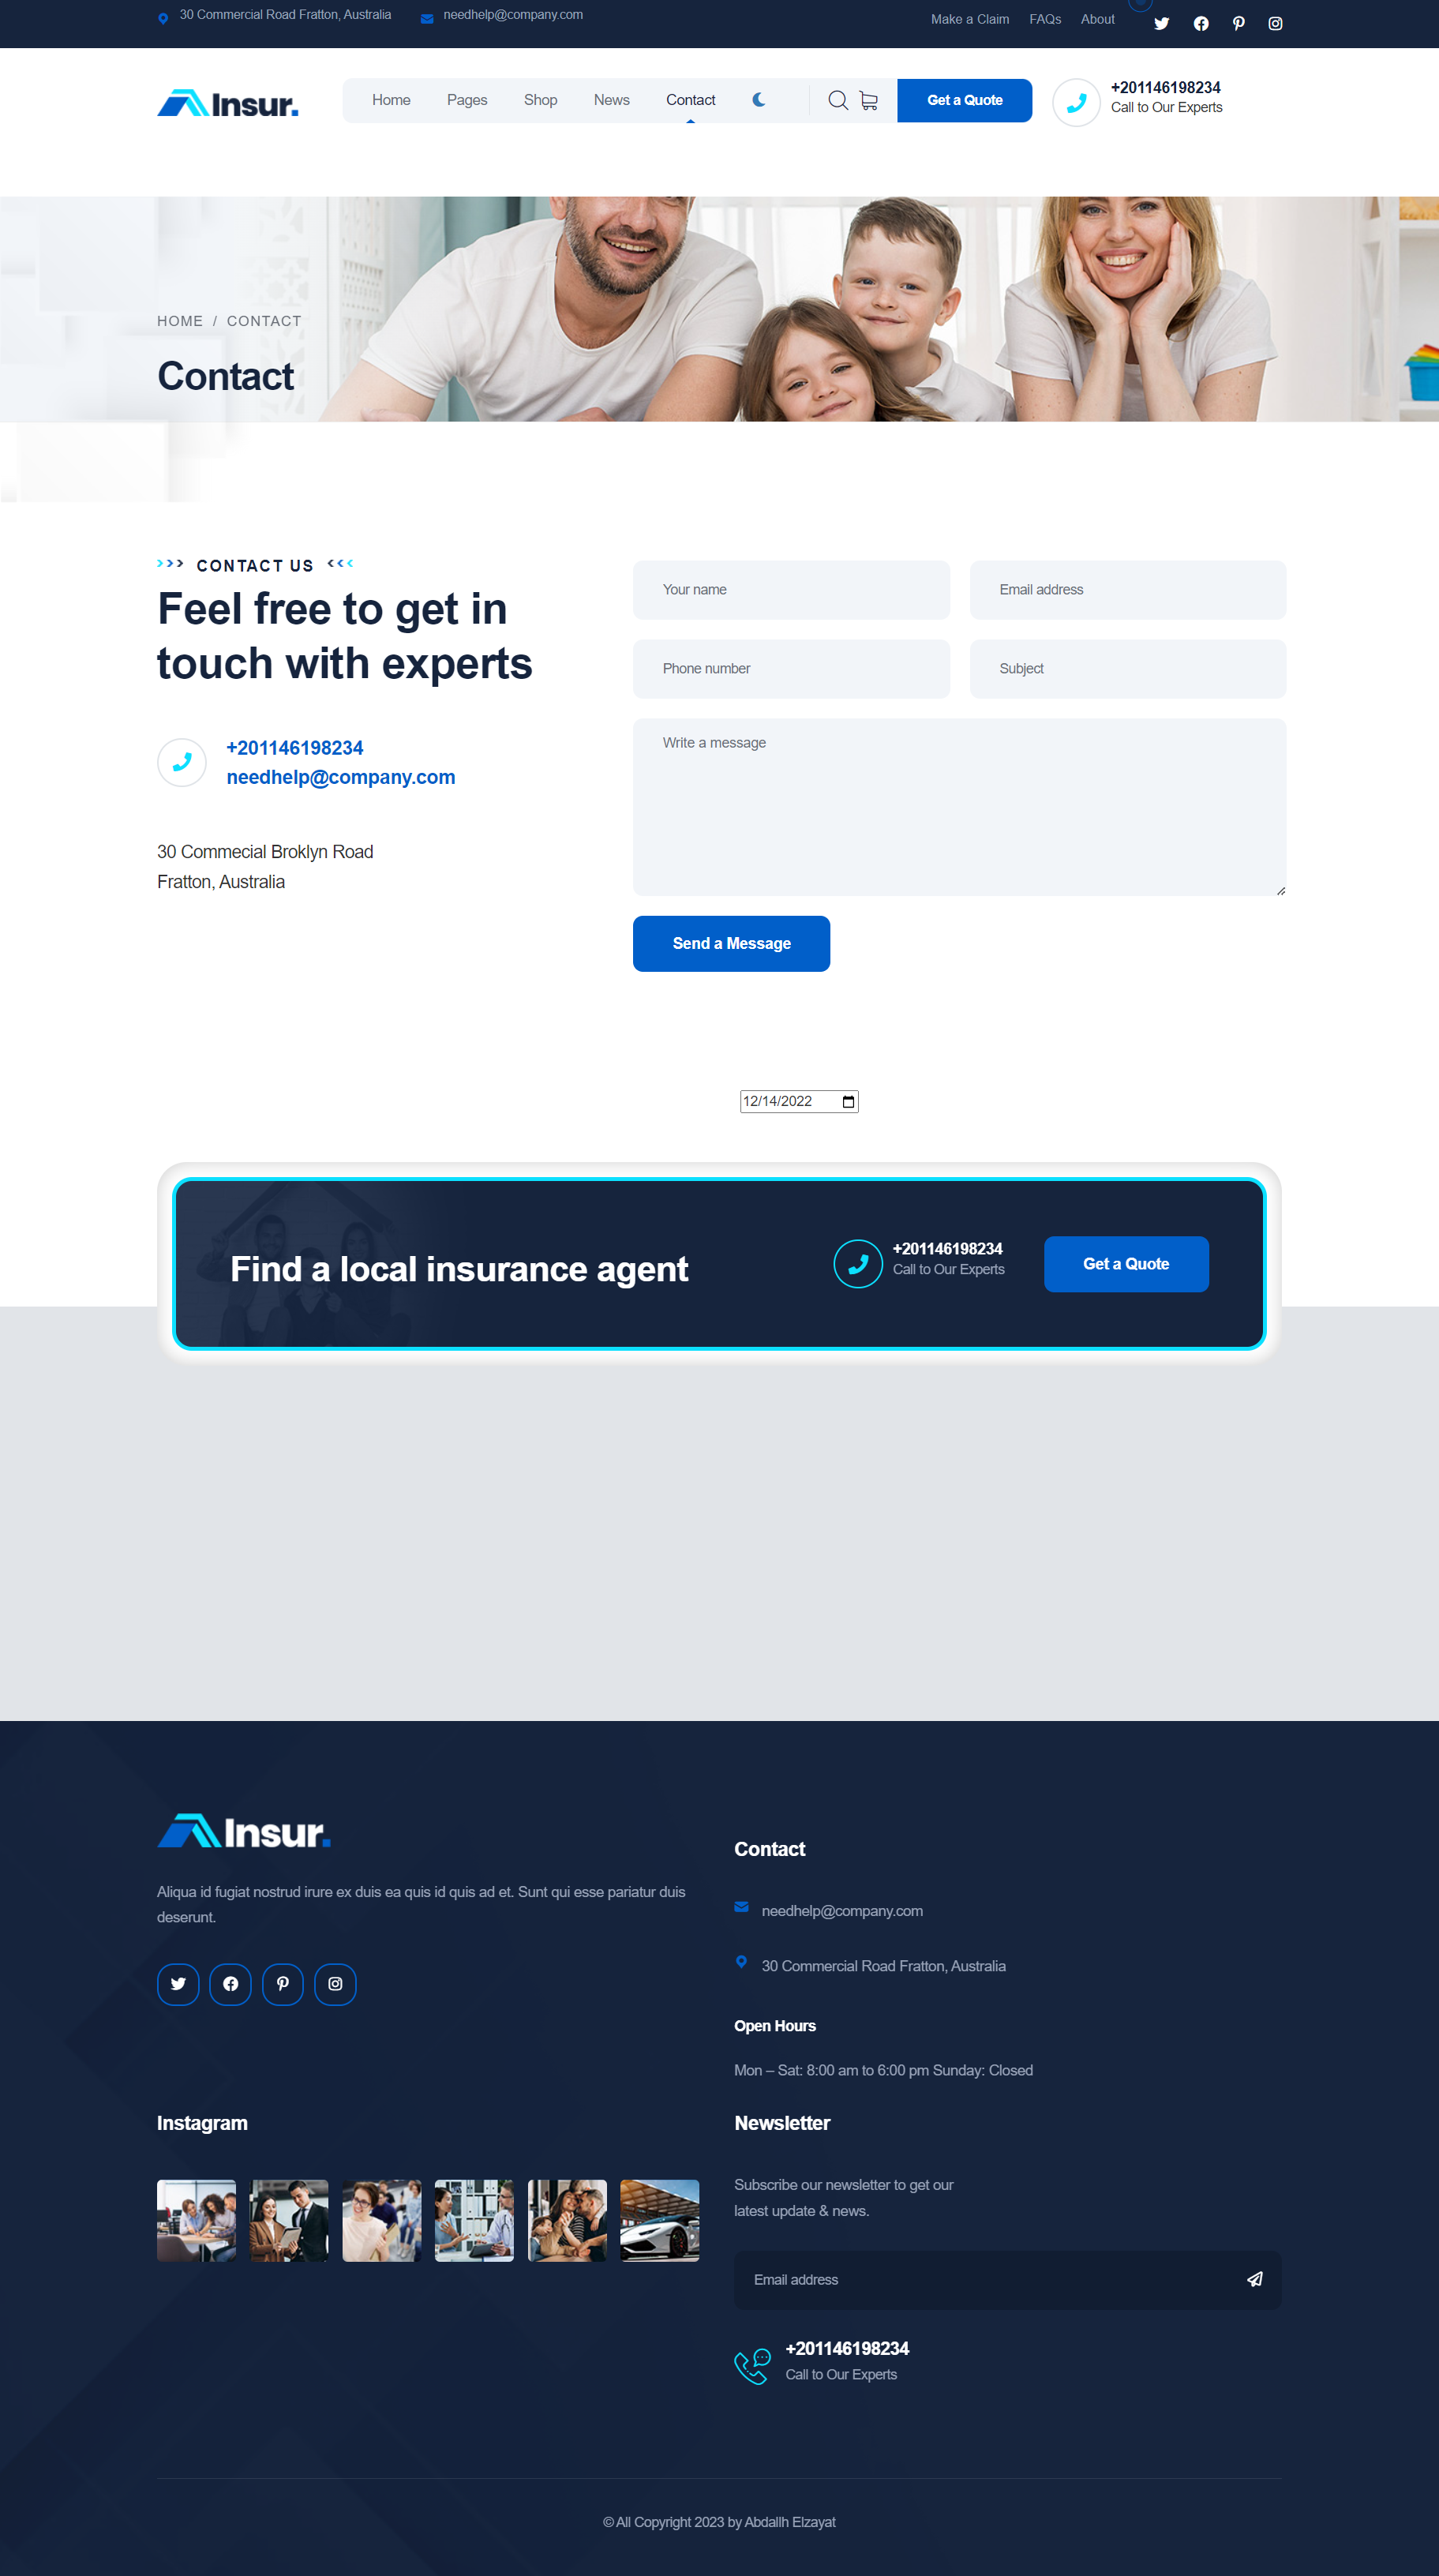 30 Commercial Road Fratton, Australia
needhelp@company.com
Make a Claim
FAQs
About
Insur.
Home
Pages
Shop
News
Contact
Get a Quote
+201146198234
Call to Our Experts
HOME / CONTACT
Contact
CONTACT US
Feel free to get in
touch with experts
+201146198234
needhelp@company.com
30 Commecial Broklyn Road
Fratton, Australia
Your name
Email address
Phone number
Subject
Write a message
Send a Message
12/14/2022
Find a local insurance agent
+201146198234
Call to Our Experts
Get a Quote
Insur.
Aliqua id fugiat nostrud irure ex duis ea quis id quis ad et. Sunt qui esse pariatur duis
deserunt.
Contact
needhelp@company.com
30 Commercial Road Fratton, Australia
Open Hours
Mon – Sat: 8:00 am to 6:00 pm Sunday: Closed
Instagram
Newsletter
Subscribe our newsletter to get our
latest update & news.
Email address
+201146198234
Call to Our Experts
© All Copyright 2023 by Abdallh Elzayat